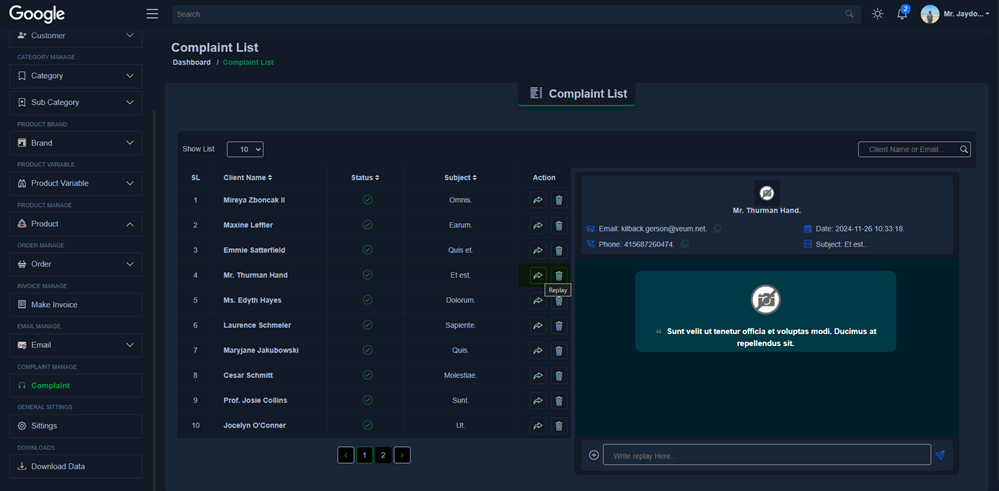 Google
Search
2
Mr. Jaydo...
Customer
CATEGORY MANAGE
Category
Sub Category
PRODUCT BRAND
Brand
PRODUCT VARIABLE
Product Variable
PRODUCT MANAGE
Product
ORDER MANAGE
Order
INVOICE MANAGE
Make Invoice
EMAIL MANAGE
Email
COMPLAINT MANAGE
Complaint
GENERAL SITTINGS
Sittings
DOWNLOADS
Download Data
Complaint List
Dashboard / Complaint List
Complaint List
Show List 10
Client Name or Email...
SL Client Name Status Subject Action
1 Mireya Zboncak II Omnis.
2 Maxine Leffler Earum.
3 Emmie Satterfield Quis et.
4 Mr. Thurman Hand Et est.
Replay
5 Ms. Edyth Hayes Dolorum.
6 Laurence Schmeler Sapiente.
7 Maryjane Jakubowski Quis.
8 Cesar Schmitt Molestiae.
9 Prof. Josie Collins Sunt.
10 Jocelyn O'Conner Ut.
1 2
Mr. Thurman Hand.
Email: kilback.gerson@veum.net.
Date: 2024-11-26 10:33:18.
Phone: 415687260474.
Subject: Et est..
Sunt velit ut tenetur officia et voluptas modi. Ducimus at
repellendus sit.
Write replay Here...